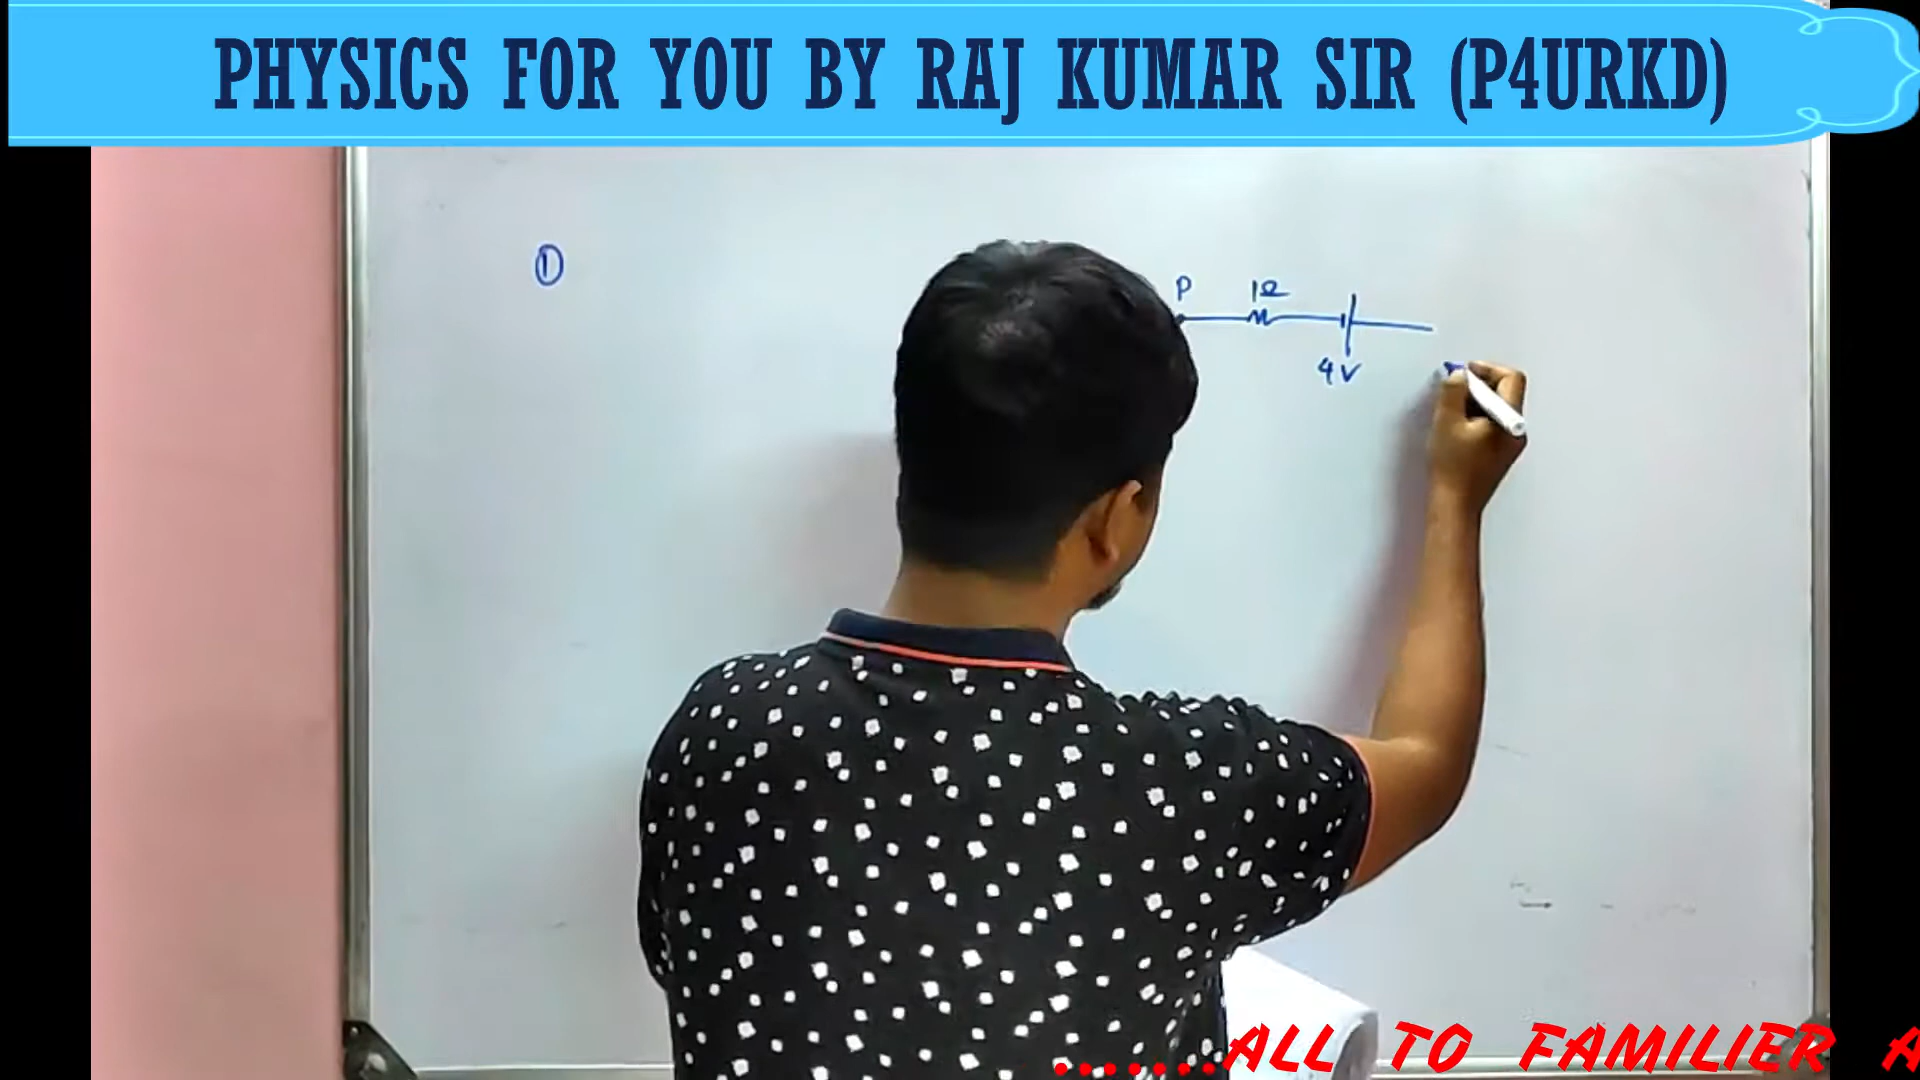 PHYSICS FOR YOU BY RAJ KUMAR SIR (P4URKD)
①
P 1Ω
4V
.......ALL TO FAMILIER A